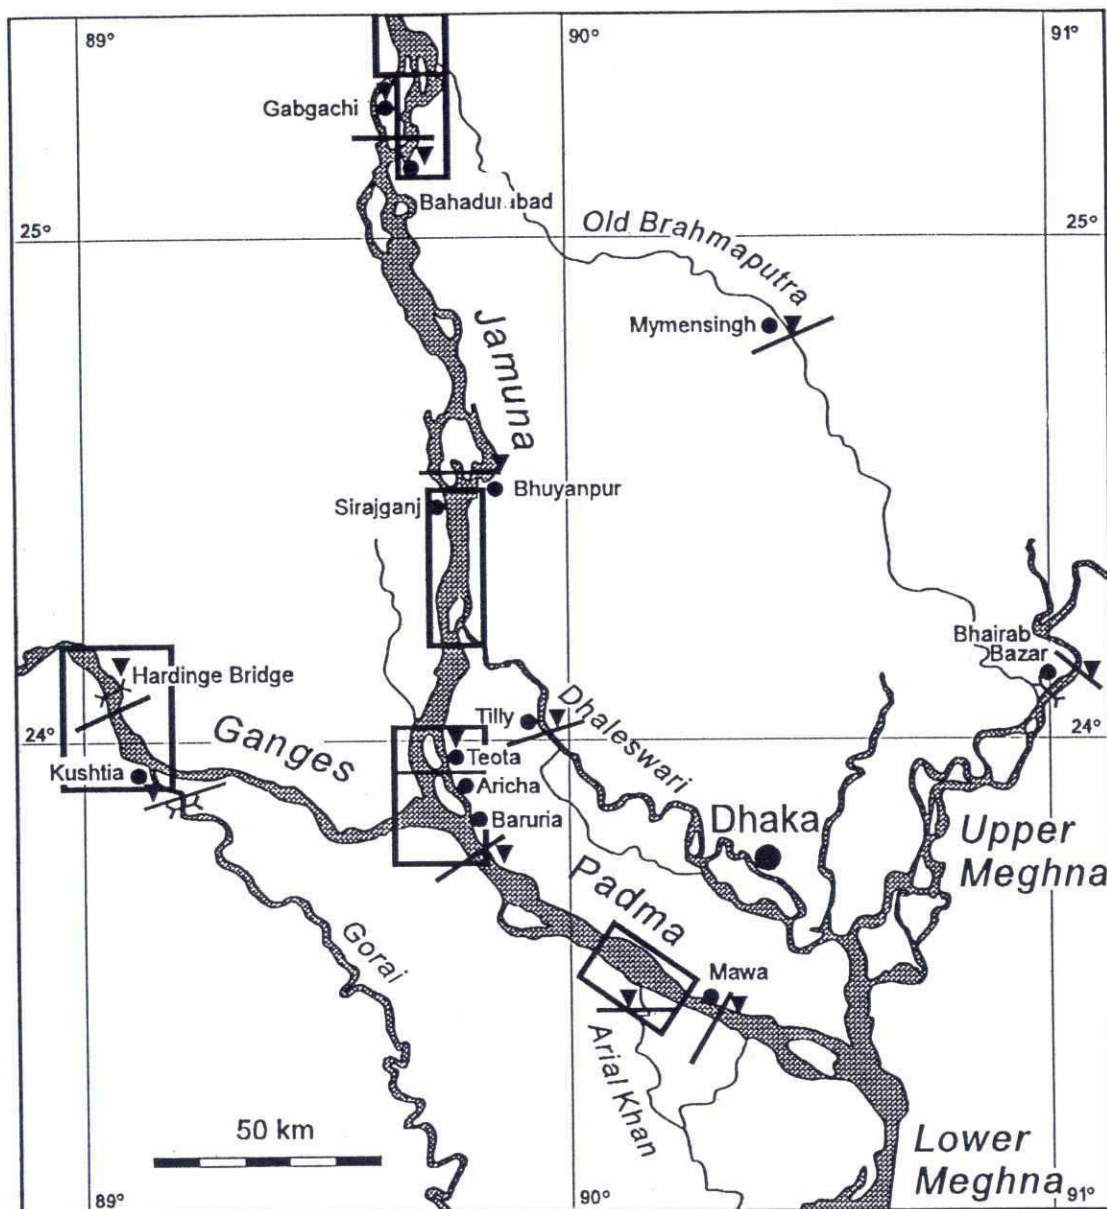 89°
90°
91°
Gabgachi
25°
Old Brahmaputra
25°
Mymensingh
Jamuna
Bhuyanpur
Sirajganj
Bhairab
Bazar
Hardinge Bridge
Ganges
Tilly
Dhaleswari
24°
24°
Teota
Kushtia
Aricha
Baruria
Dhaka
Upper
Meghna
Padma
Gorai
Mawa
Arial Khan
50 km
Lower
Meghna
89°
90°
91°